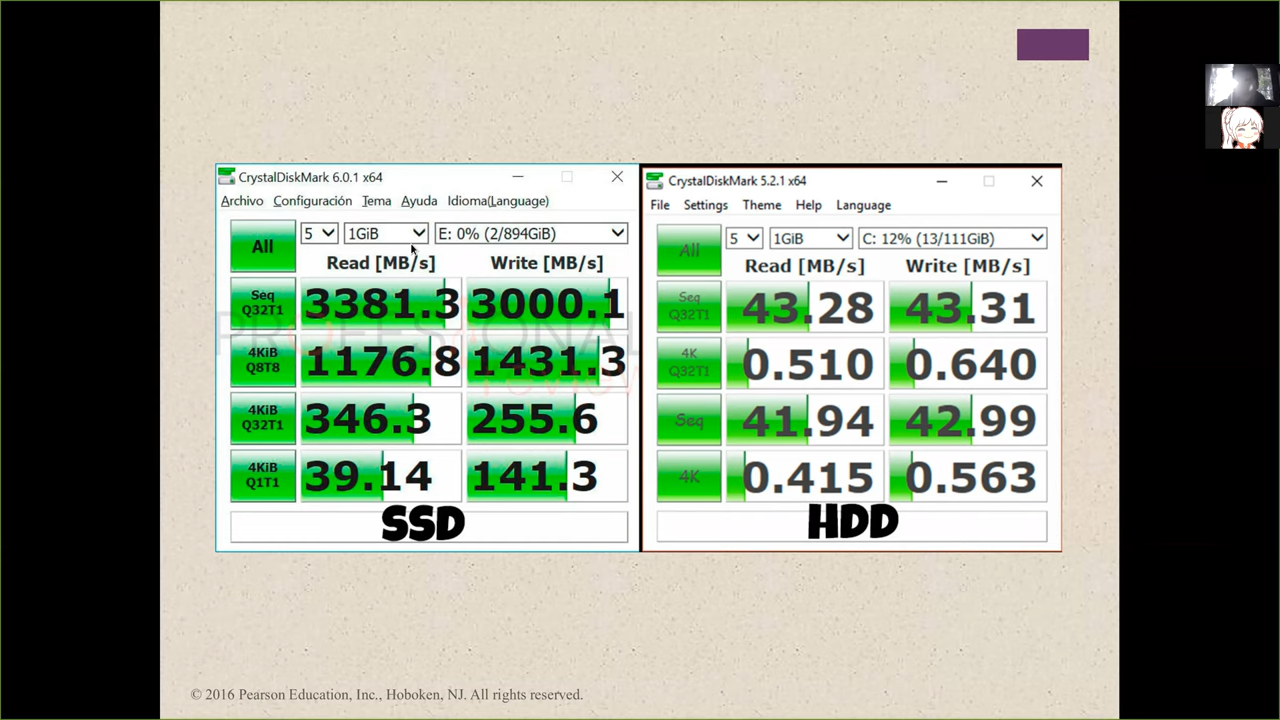 CrystalDiskMark 6.0.1 x64
Archivo Configuración Tema Ayuda Idioma(Language)
All 5 1GiB E: 0% (2/894GiB)
Read [MB/s] Write [MB/s]
Seq Q32T1 3381.3 3000.1
4KiB Q8T8 1176.8 1431.3
4KiB Q32T1 346.3 255.6
4KiB Q1T1 39.14 141.3
SSD
PROFESIONAL
review
CrystalDiskMark 5.2.1 x64
File Settings Theme Help Language
All 5 1GiB C: 12% (13/111GiB)
Read [MB/s] Write [MB/s]
Seq Q32T1 43.28 43.31
4K Q32T1 0.510 0.640
Seq 41.94 42.99
4K 0.415 0.563
HDD
© 2016 Pearson Education, Inc., Hoboken, NJ. All rights reserved.